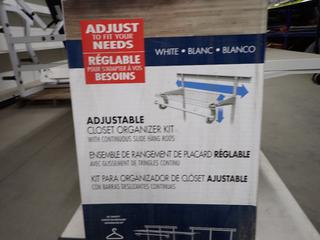 ADJUST
TO FIT YOUR
NEEDS
RÉGLABLE
POUR S'ADAPTER À VOS
BESOINS
WHITE • BLANC • BLANCO
ADJUSTABLE
CLOSET ORGANIZER KIT
WITH CONTINUOUS SLIDE HANG RODS
ENSEMBLE DE RANGEMENT DE PLACARD RÉGLABLE
AVEC GLISSEMENT DE TRINGLES CONTINU
KIT PARA ORGANIZADOR DE CLÓSET AJUSTABLE
CON BARRAS DESLIZANTES CONTINUAS